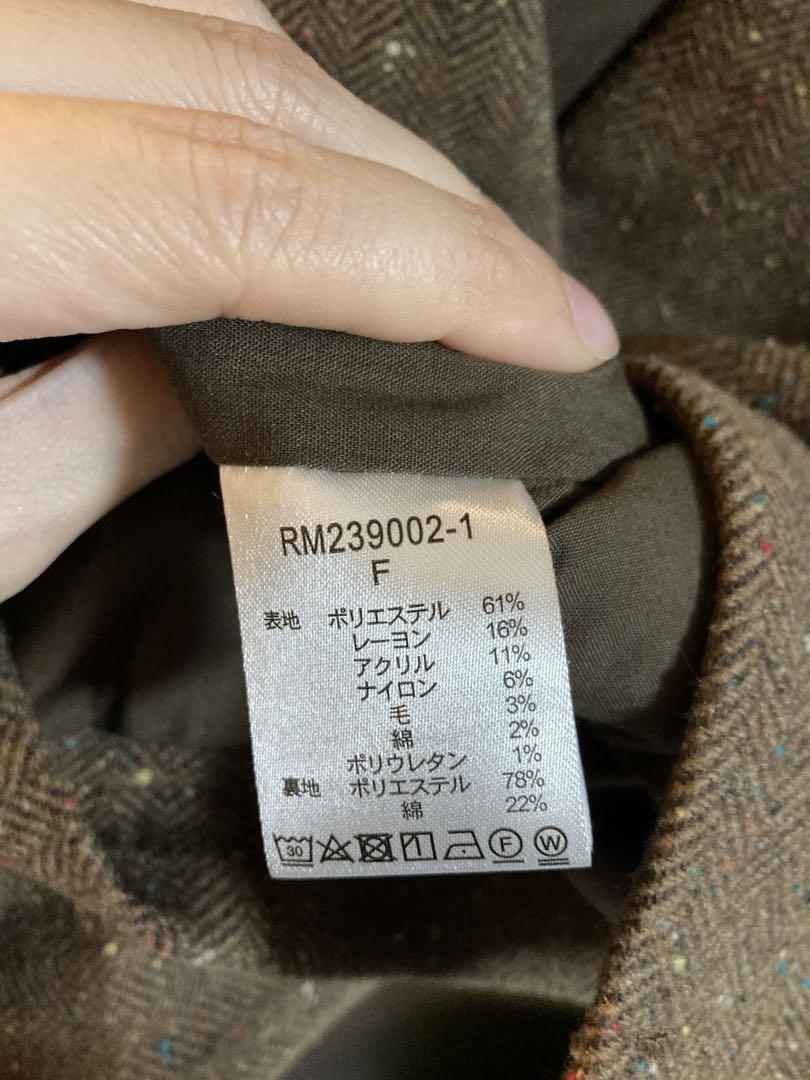 RM239002-1
F
表地 ポリエステル 61%
レーヨン 16%
アクリル 11%
ナイロン 6%
毛 3%
綿 2%
ポリウレタン 1%
裏地 ポリエステル 78%
綿 22%
30 F W